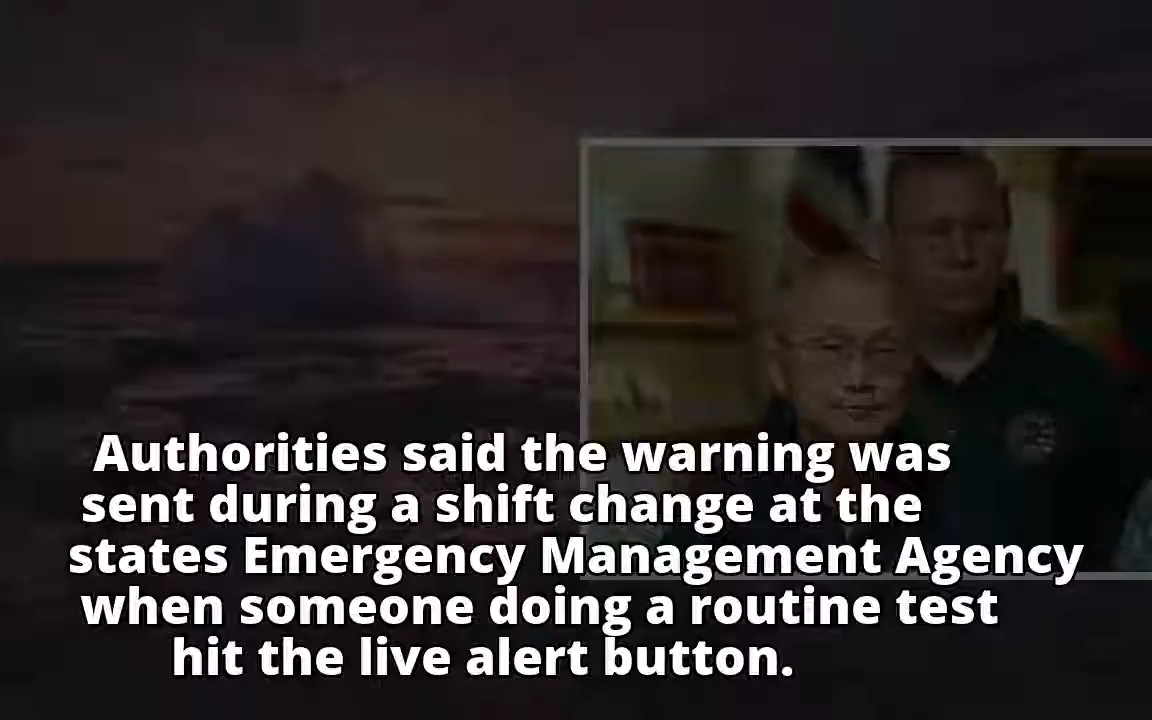 Authorities said the warning was
sent during a shift change at the
states Emergency Management Agency
when someone doing a routine test
hit the live alert button.